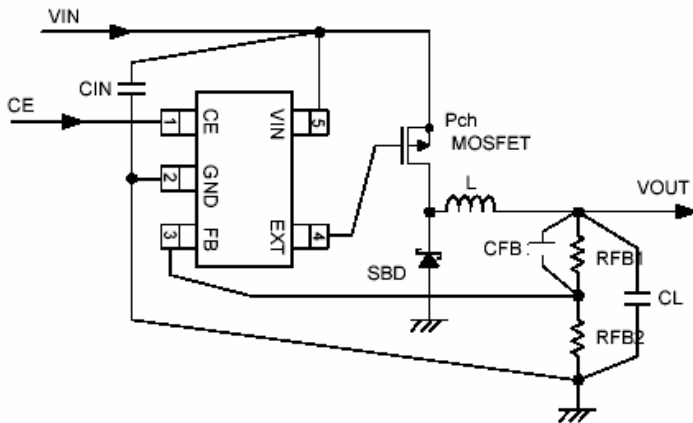 VIN
CIN
CE
1 CE
VIN 5
2 GND
3 FB
EXT 4
Pch
MOSFET
L
VOUT
SBD
CFB
RFB1
CL
RFB2